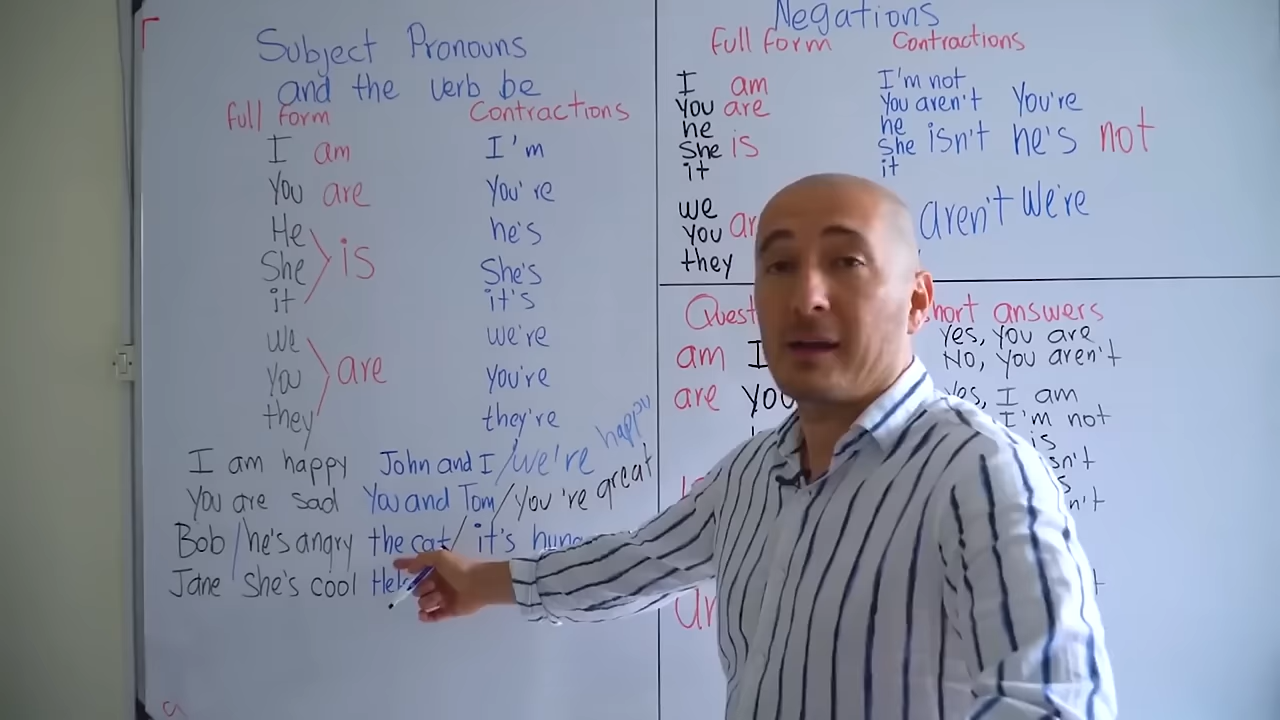 Subject Pronouns
and the verb be
full form Contractions
I am I'm
You are You're
He he's
She is She's
it it's
we we're
You are you're
they they're
I am happy John and I / we're happy
You are sad You and Tom / You're great
Bob / he's angry the cat / it's
Jane / she's cool
Negations
full form Contractions
I am I'm not
You are You aren't You're
he he
She is She isn't he's not
it it
we
You aren't We're
they
short answers
am I Yes, you are
No, you aren't
are you Yes, I am
I'm not
is